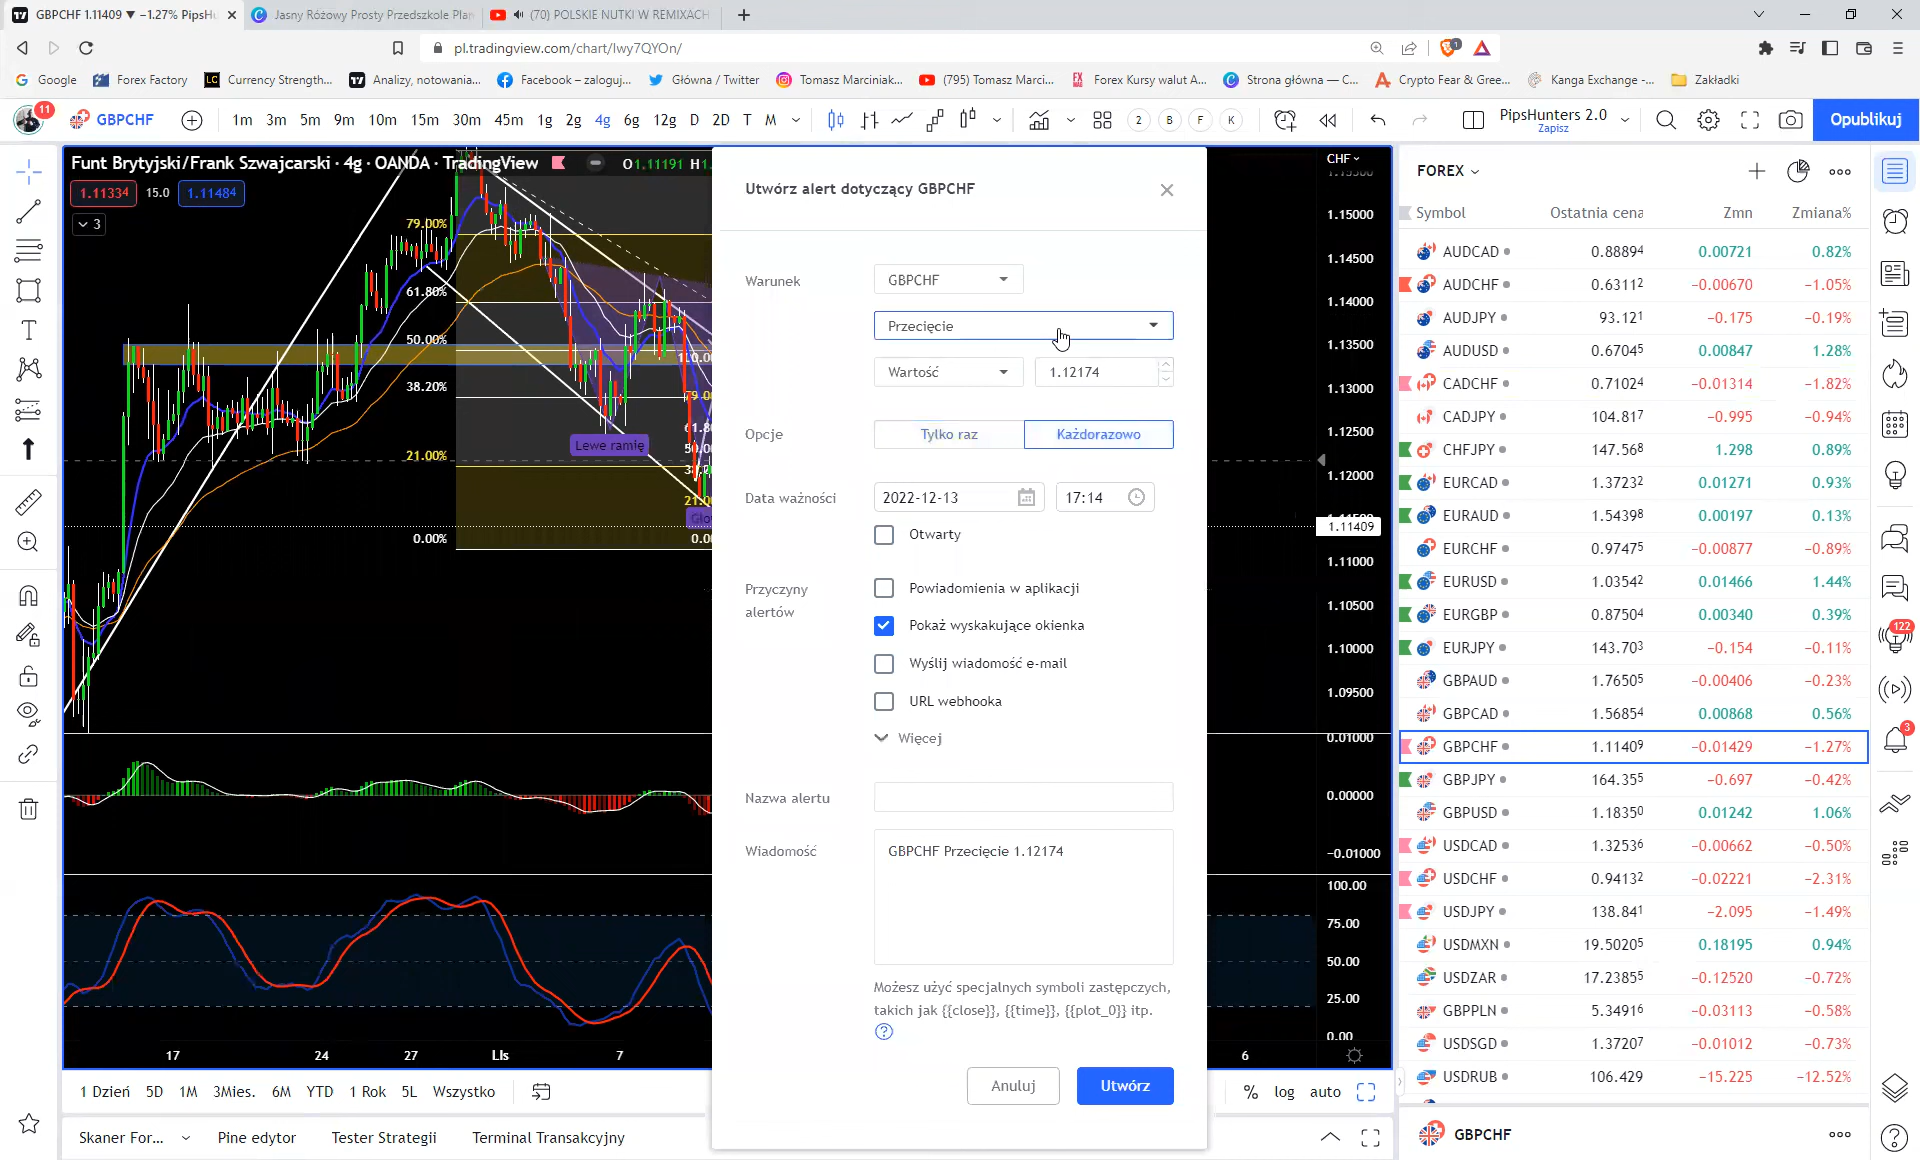 GBPCHF 1.11409 ▼ −1.27% PipsHu
Jasny Różowy Prosty Przedszkole Plan
(70) POLSKIE NUTKI W REMIXACH
pl.tradingview.com/chart/Iwy7QYOn/
Google
Forex Factory
Currency Strength...
Analizy, notowania...
Facebook – zaloguj...
Główna / Twitter
Tomasz Marciniak...
(795) Tomasz Marci...
Forex Kursy walut A...
Strona główna — C...
Crypto Fear & Gree...
Kanga Exchange -...
Zakładki
11
GBPCHF
1m 3m 5m 9m 10m 15m 30m 45m 1g 2g 4g 6g 12g D 2D T M
2 B F K
PipsHunters 2.0
Zapisz
Opublikuj
Funt Brytyjski/Frank Szwajcarski · 4g · OANDA · TradingView
O1.11191 H1.
1.11334 15.0 1.11484
3
79.00%
61.80%
50.00%
38.20%
21.00%
0.00%
Lewe ramię
CHF
1.15000
1.14500
1.14000
1.13500
1.13000
1.12500
1.12000
1.11409
1.11000
1.10500
1.10000
1.09500
0.01000
0.00000
−0.01000
100.00
75.00
50.00
25.00
0.00
17 24 27 Lis 7 6
Utwórz alert dotyczący GBPCHF
Warunek
GBPCHF
Przecięcie
Wartość
1.12174
Opcje
Tylko raz
Każdorazowo
Data ważności
2022-12-13
17:14
Otwarty
Przyczyny
alertów
Powiadomienia w aplikacji
Pokaż wyskakujące okienka
Wyślij wiadomość e-mail
URL webhooka
Więcej
Nazwa alertu
Wiadomość
GBPCHF Przecięcie 1.12174
Możesz użyć specjalnych symboli zastępczych,
takich jak {{close}}, {{time}}, {{plot_0}} itp.
Anuluj
Utwórz
1 Dzień 5D 1M 3Mies. 6M YTD 1 Rok 5L Wszystko
% log auto
Skaner For...
Pine edytor
Tester Strategii
Terminal Transakcyjny
FOREX
Symbol Ostatnia cena Zmn Zmiana%
AUDCAD 0.88894 0.00721 0.82%
AUDCHF 0.63112 −0.00670 −1.05%
AUDJPY 93.121 −0.175 −0.19%
AUDUSD 0.67045 0.00847 1.28%
CADCHF 0.71024 −0.01314 −1.82%
CADJPY 104.817 −0.995 −0.94%
CHFJPY 147.568 1.298 0.89%
EURCAD 1.37232 0.01271 0.93%
EURAUD 1.54398 0.00197 0.13%
EURCHF 0.97475 −0.00877 −0.89%
EURUSD 1.03542 0.01466 1.44%
EURGBP 0.87504 0.00340 0.39%
EURJPY 143.703 −0.154 −0.11%
GBPAUD 1.76505 −0.00406 −0.23%
GBPCAD 1.56854 0.00868 0.56%
GBPCHF 1.11409 −0.01429 −1.27%
GBPJPY 164.355 −0.697 −0.42%
GBPUSD 1.18350 0.01242 1.06%
USDCAD 1.32536 −0.00662 −0.50%
USDCHF 0.94132 −0.02221 −2.31%
USDJPY 138.841 −2.095 −1.49%
USDMXN 19.50205 0.18195 0.94%
USDZAR 17.23855 −0.12520 −0.72%
GBPPLN 5.34916 −0.03113 −0.58%
USDSGD 1.37207 −0.01012 −0.73%
USDRUB 106.429 −15.225 −12.52%
GBPCHF
122
3